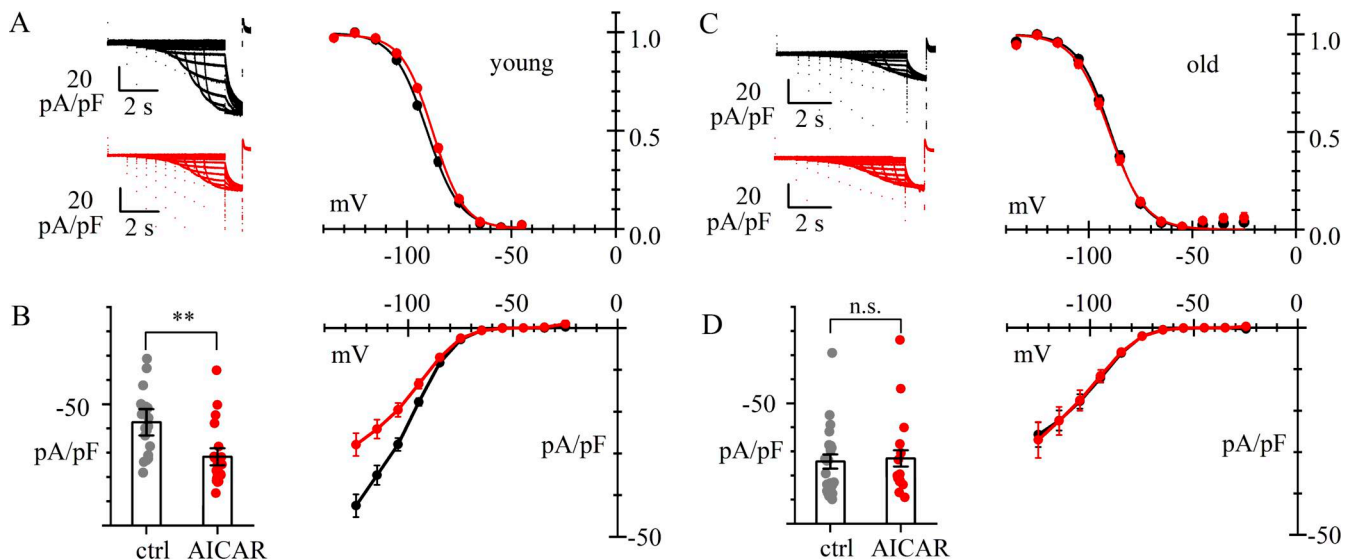 A
20
pA/pF
2 s
20
pA/pF
2 s
young
1.0
0.5
0.0
mV
-100
-50
0
C
20
pA/pF
2 s
20
pA/pF
2 s
old
1.0
0.5
0.0
mV
-100
-50
0
B
**
-50
pA/pF
ctrl
AICAR
-100
-50
0
mV
pA/pF
-50
D
n.s.
-50
pA/pF
ctrl
AICAR
-100
-50
0
mV
pA/pF
-50